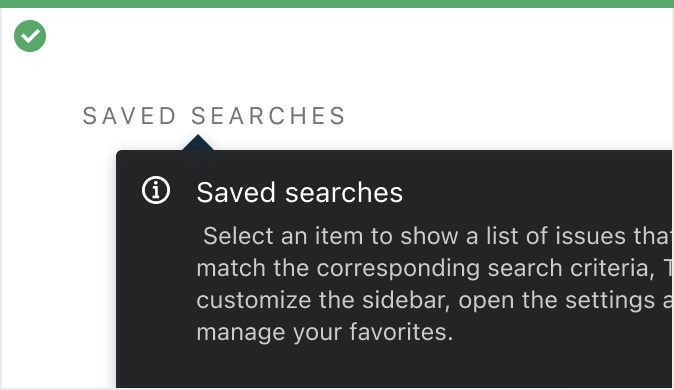 SAVED SEARCHES
Saved searches
Select an item to show a list of issues that
match the corresponding search criteria, T
customize the sidebar, open the settings a
manage your favorites.